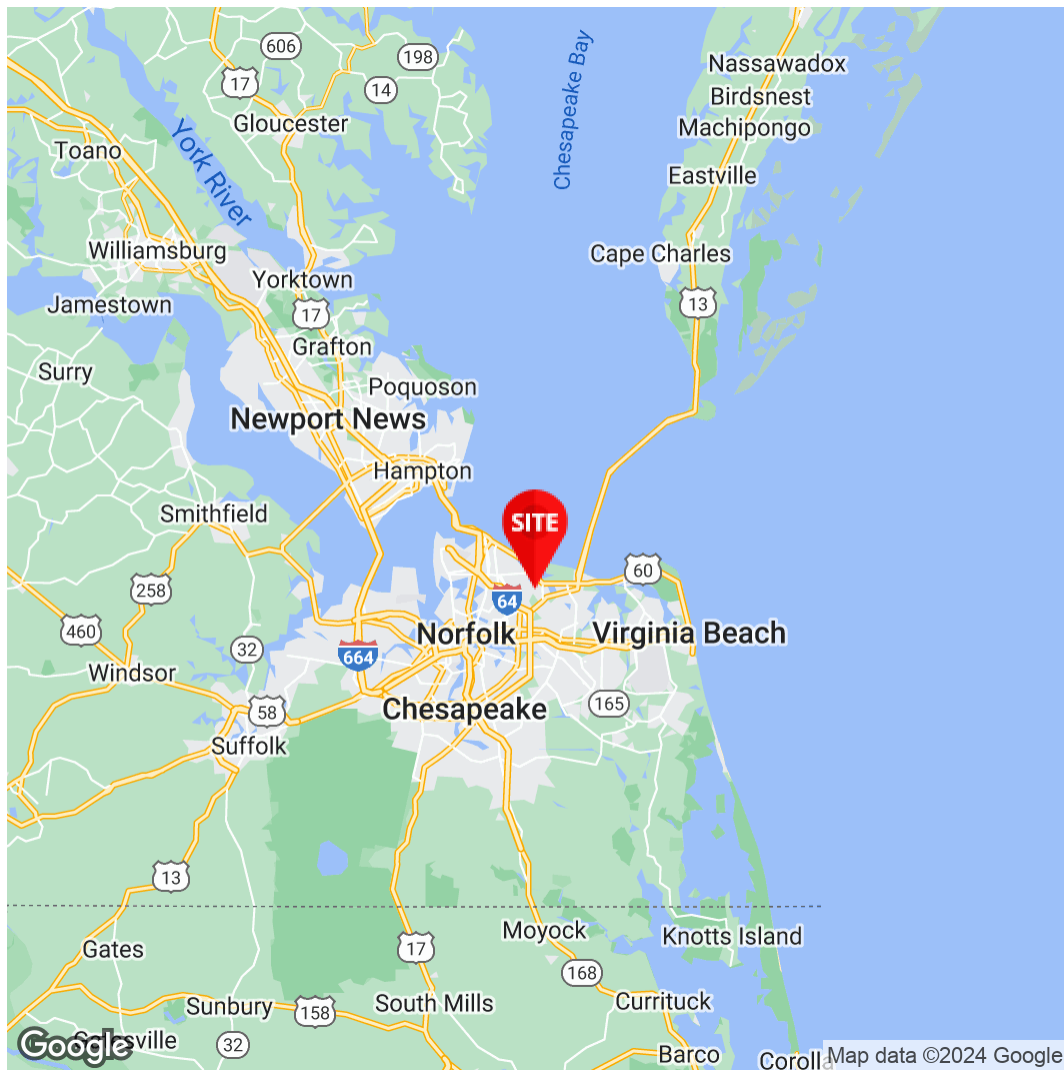 606
198
17
14
Chesapeake Bay
Nassawadox
Birdsnest
Machipongo
Gloucester
Toano
York River
Eastville
Williamsburg
Cape Charles
Yorktown
Jamestown
17
13
Grafton
Surry
Poquoson
Newport News
Hampton
Smithfield
SITE
60
258
64
460
Norfolk
Virginia Beach
32
664
Windsor
165
58
Chesapeake
Suffolk
13
Moyock
Knotts Island
Gates
17
168
Sunbury
158
South Mills
Currituck
Gatesville
Google
32
Barco
Corolla
Map data ©2024 Google